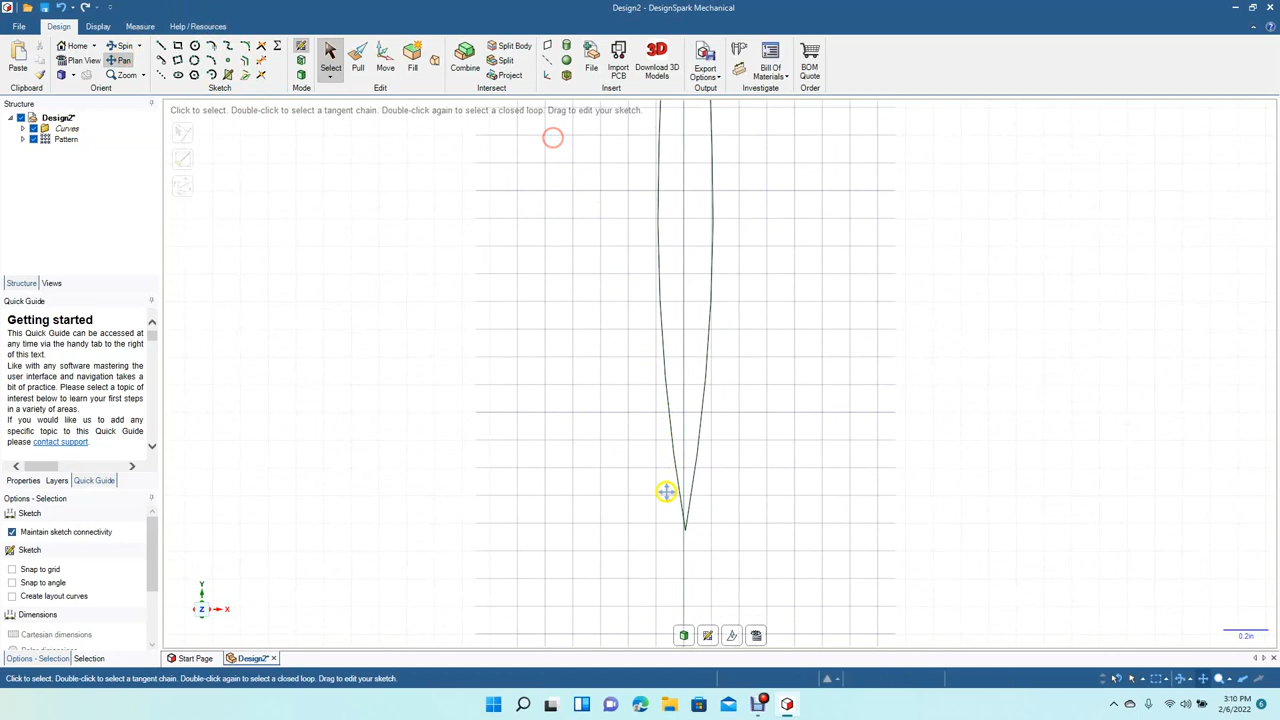 Design2 - DesignSpark Mechanical
File Design Display Measure Help / Resources
Paste
Clipboard
Home Spin
Plan View Pan
Zoom
Orient
Sketch
Mode
Select Pull Move Fill
Edit
Combine
Split Body
Split
Project
Intersect
File
Import
PCB
3D
Download 3D
Models
Insert
Export
Options
Output
Bill Of
Materials
Investigate
BOM
Quote
Order
Structure
Design2*
Curves
Pattern
Click to select. Double-click to select a tangent chain. Double-click again to select a closed loop. Drag to edit your sketch.
Structure Views
Quick Guide
Getting started
This Quick Guide can be accessed at
any time via the handy tab to the right
of this text.
Like with any software mastering the
user interface and navigation takes a
bit of practice. Please select a topic of
interest below to learn your first steps
in a variety of areas.
If you would like us to add any
specific topic to this Quick Guide
please contact support.
Properties Layers Quick Guide
Options - Selection
Sketch
Maintain sketch connectivity
Sketch
Snap to grid
Snap to angle
Create layout curves
Dimensions
Cartesian dimensions
Y
Z X
0.2in
Options - Selection Selection
Start Page Design2*
Click to select. Double-click to select a tangent chain. Double-click again to select a closed loop. Drag to edit your sketch.
3:10 PM
2/6/2022